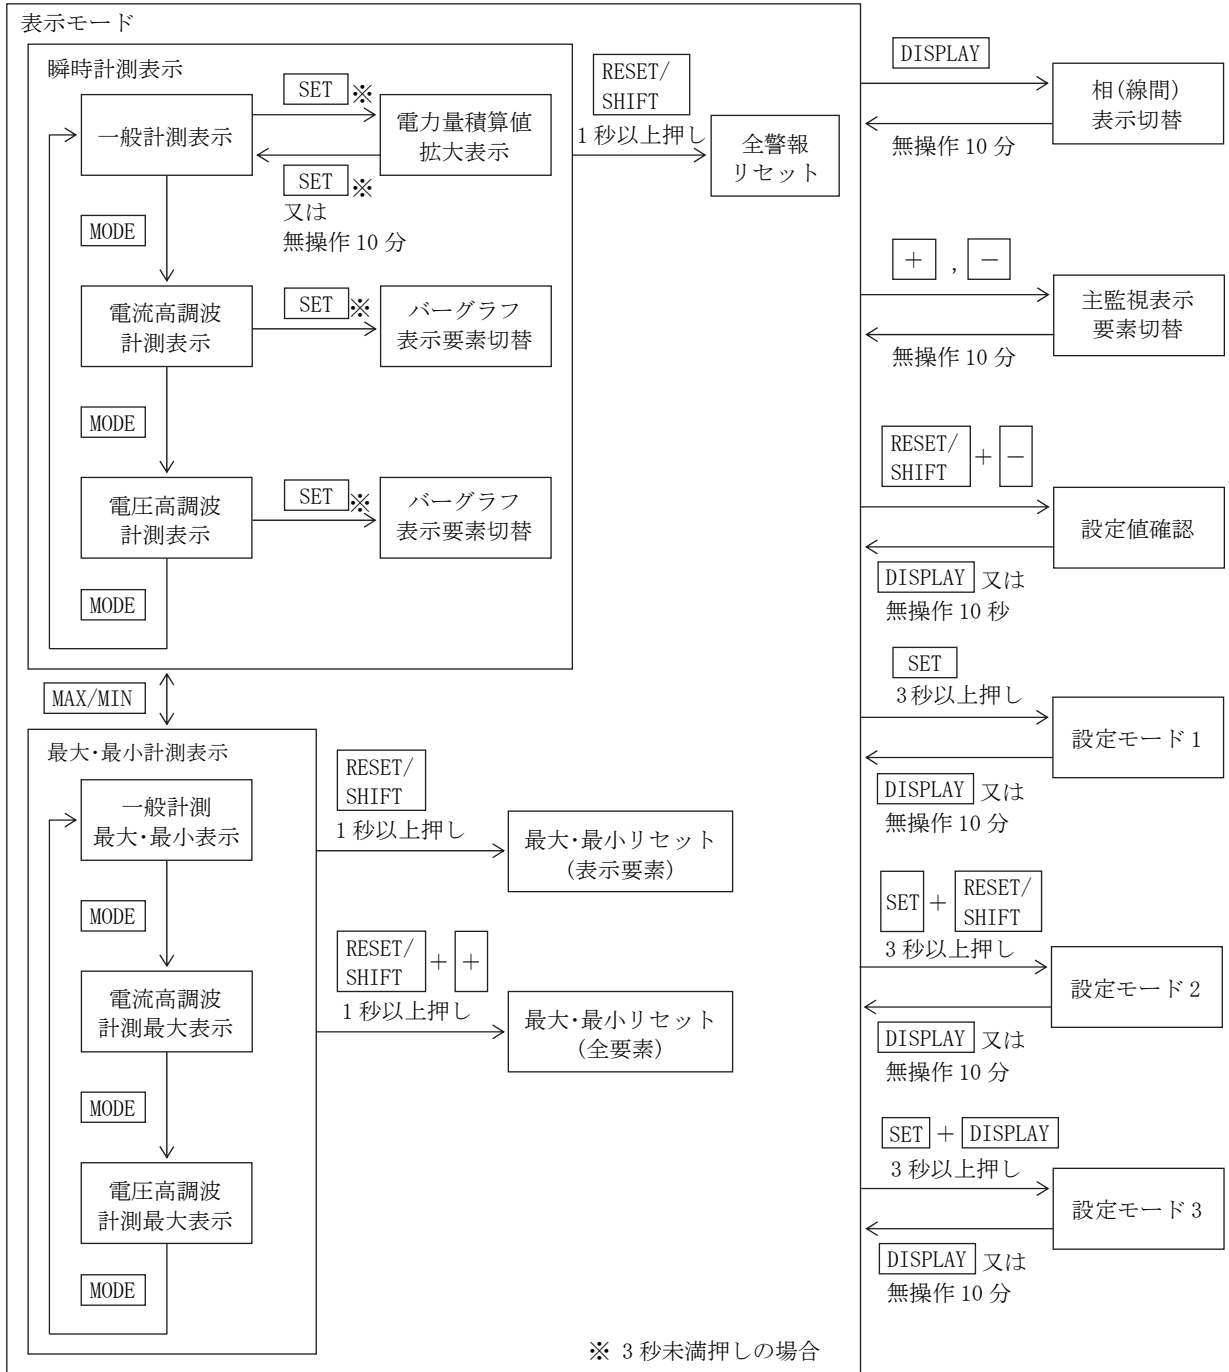 表示モード
瞬時計測表示
一般計測表示
SET ※
電力量積算値
拡大表示
SET ※
又は
無操作10分
MODE
電流高調波
計測表示
SET ※
バーグラフ
表示要素切替
MODE
電圧高調波
計測表示
SET ※
バーグラフ
表示要素切替
MODE
RESET/
SHIFT
1秒以上押し
全警報
リセット
MAX/MIN
最大・最小計測表示
一般計測
最大・最小表示
MODE
電流高調波
計測最大表示
MODE
電圧高調波
計測最大表示
MODE
RESET/
SHIFT
1秒以上押し
最大・最小リセット
(表示要素)
RESET/
SHIFT + +
1秒以上押し
最大・最小リセット
(全要素)
※ 3秒未満押しの場合
DISPLAY
相(線間)
表示切替
無操作10分
+ , －
主監視表示
要素切替
無操作10分
RESET/
SHIFT + －
設定値確認
DISPLAY 又は
無操作10秒
SET
3秒以上押し
設定モード1
DISPLAY 又は
無操作10分
SET + RESET/
SHIFT
3秒以上押し
設定モード2
DISPLAY 又は
無操作10分
SET + DISPLAY
3秒以上押し
設定モード3
DISPLAY 又は
無操作10分